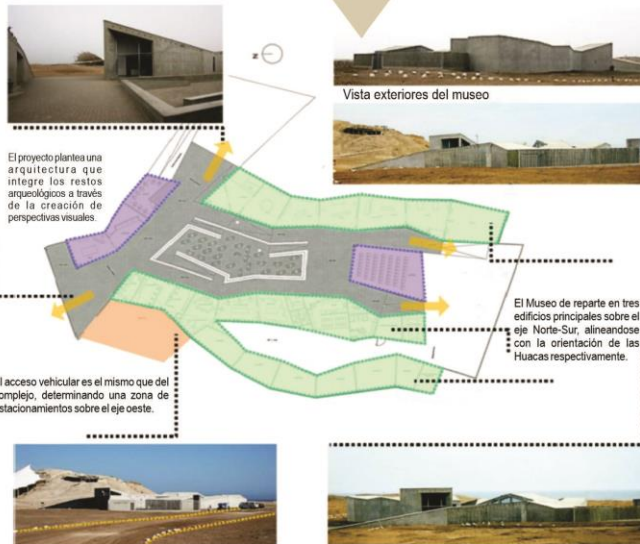 Vista exteriores del museo
El proyecto plantea una
arquitectura que
integre los restos
arqueológicos a través
de la creación de
perspectivas visuales.
N
El Museo de reparte en tres
edificios principales sobre el
eje Norte-Sur, alineandose
con la orientación de las
Huacas respectivamente.
l acceso vehicular es el mismo que del
omplejo, determinando una zona de
stacionamientos sobre el eje oeste.